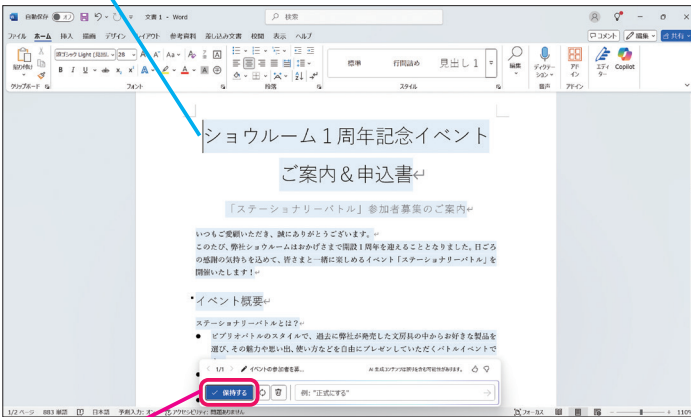 自動保存 オフ 文書 1 - Word 検索
ファイル ホーム 挿入 描画 デザイン レイアウト 参考資料 差し込み文書 校閲 表示 ヘルプ コメント 編集 共有
貼り付け 游ゴシック Light (見出し 26 標準 行間詰め 見出し 1 編集 アドイン エディター Copilot
クリップボード フォント 段落 スタイル 音声 アドイン
ショウルーム１周年記念イベント
ご案内＆申込書
「ステーショナリーバトル」参加者募集のご案内
いつもご愛顧いただき、誠にありがとうございます。
このたび、弊社ショウルームはおかげさまで開設１周年を迎えることとなりました。日ごろ
の感謝の気持ちを込めて、皆さまと一緒に楽しめるイベント「ステーショナリーバトル」を
開催いたします！
イベント概要
ステーショナリーバトルとは？
● ビブリオバトルのスタイルで、過去に弊社が発売した文房具の中からお好きな製品を
選び、その魅力や思い出、使い方などを自由にプレゼンしていただくバトルイベントで
1/1 イベントの参加者を募... AI 生成コンテンツは誤りを含む可能性があります。
保持する 例: "正式にする"
1/2 ページ 883 単語 日本語 予測入力: オン アクセシビリティ: 問題ありません フォーカス 110%